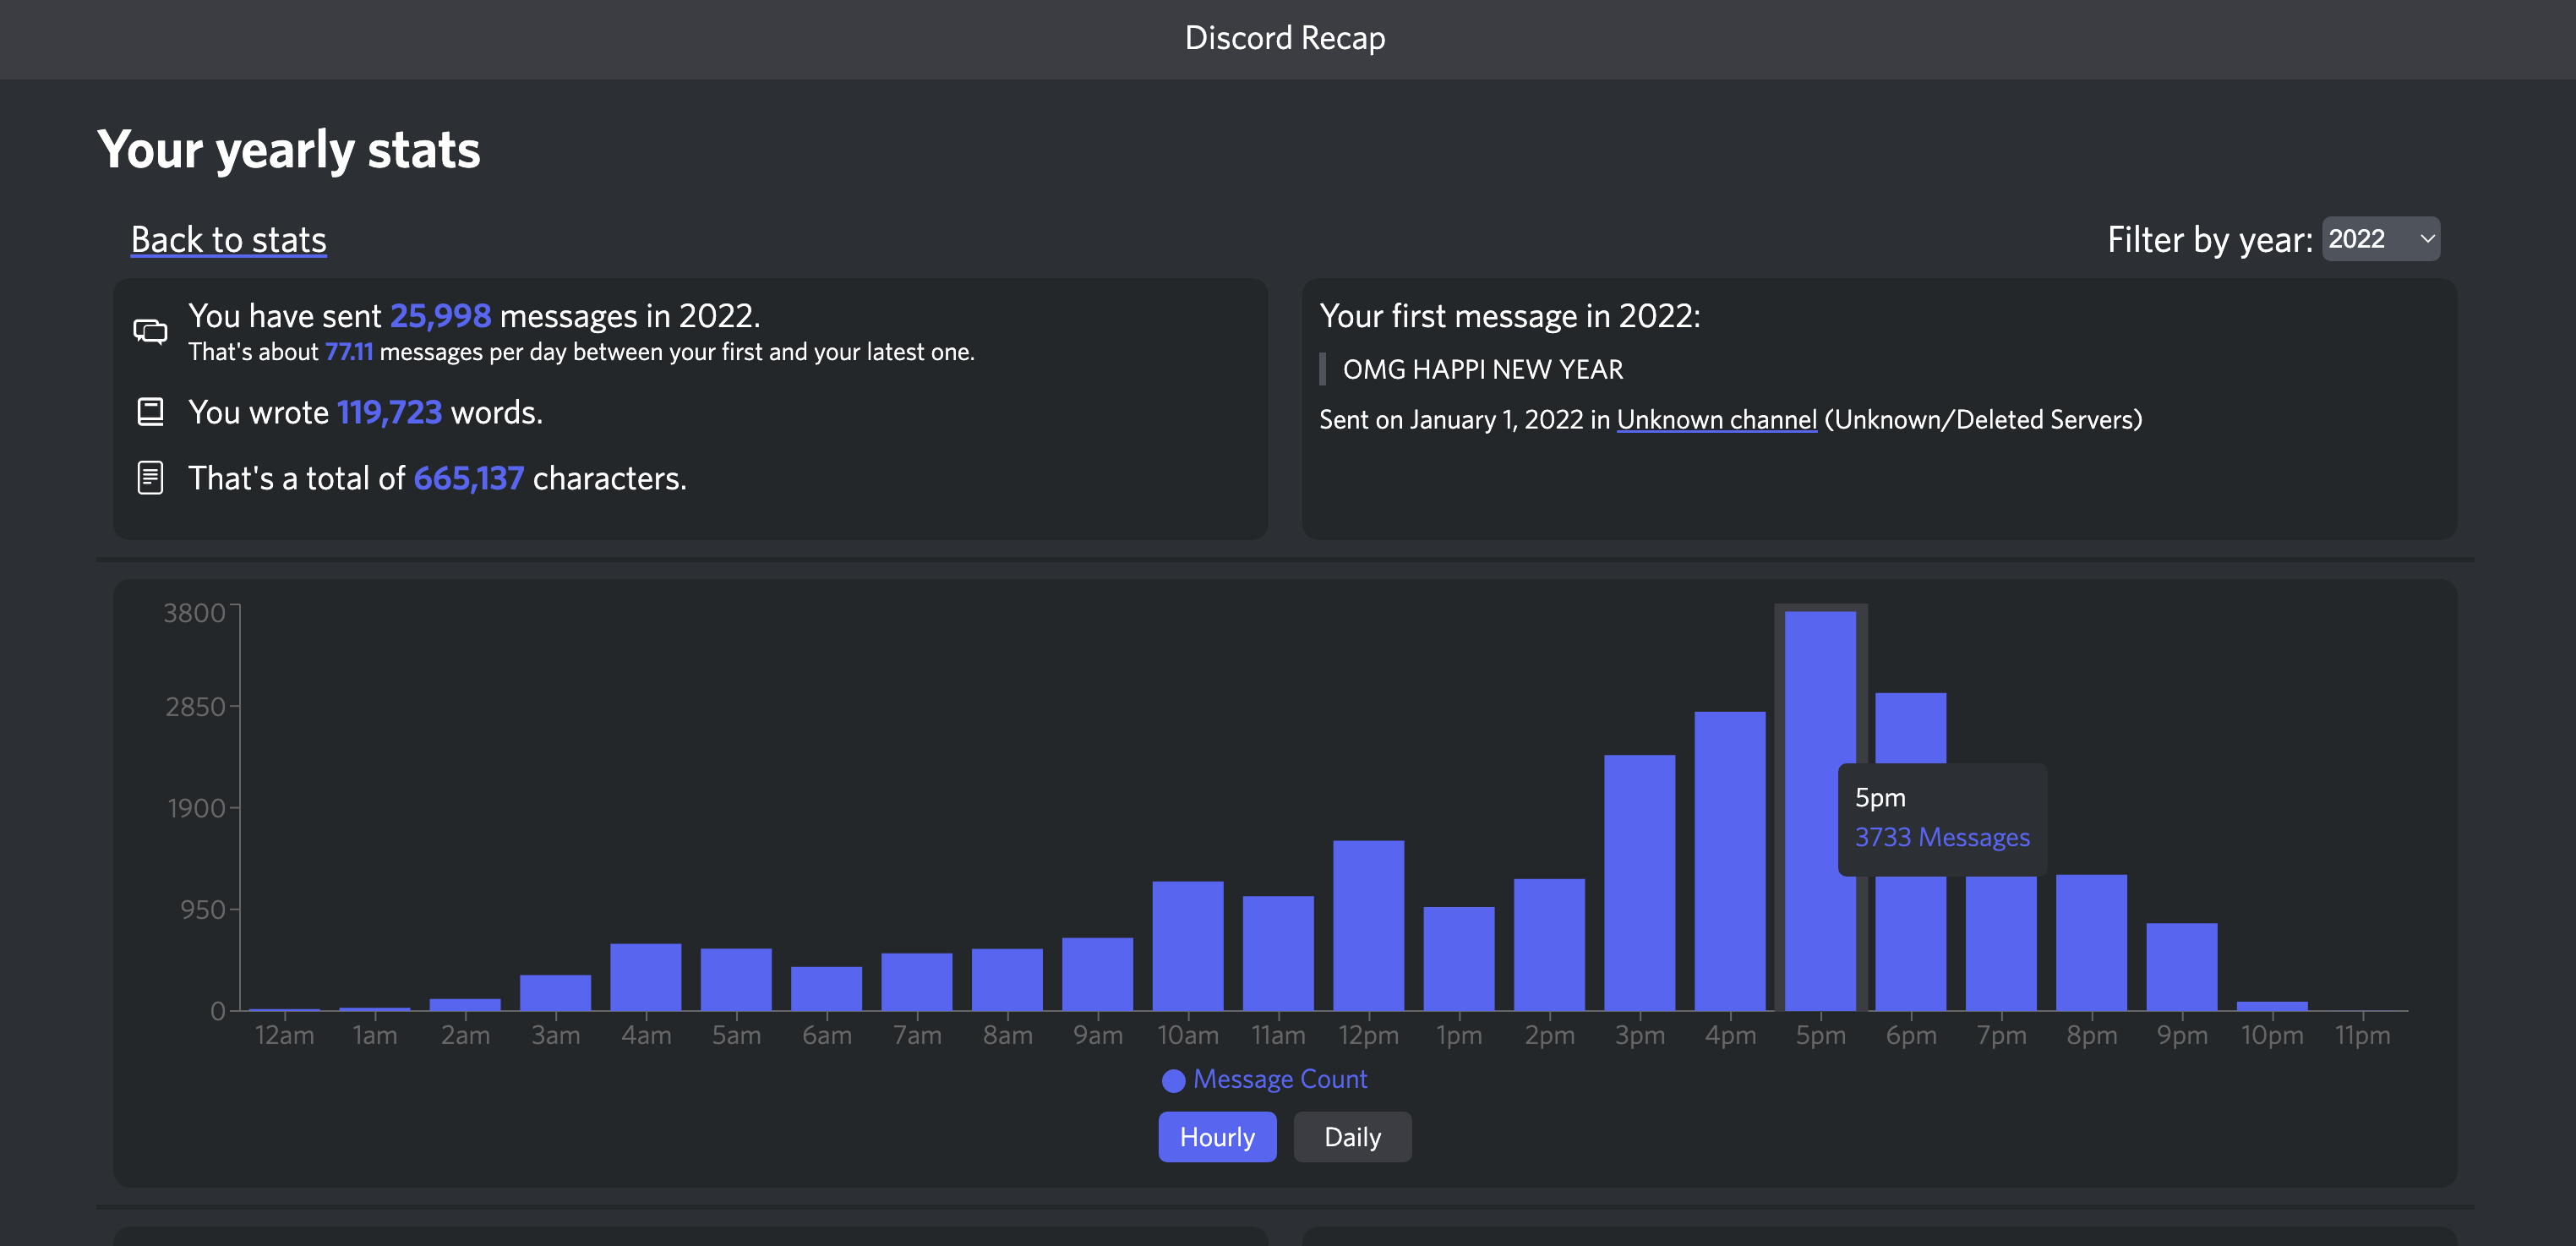 Discord Recap
Your yearly stats
Back to stats
Filter by year: 2022
You have sent 25,998 messages in 2022.
That's about 77.11 messages per day between your first and your latest one.
You wrote 119,723 words.
That's a total of 665,137 characters.
Your first message in 2022:
OMG HAPPI NEW YEAR
Sent on January 1, 2022 in Unknown channel (Unknown/Deleted Servers)
3800
2850
1900
950
0
5pm
3733 Messages
12am 1am 2am 3am 4am 5am 6am 7am 8am 9am 10am 11am 12pm 1pm 2pm 3pm 4pm 5pm 6pm 7pm 8pm 9pm 10pm 11pm
Message Count
Hourly Daily